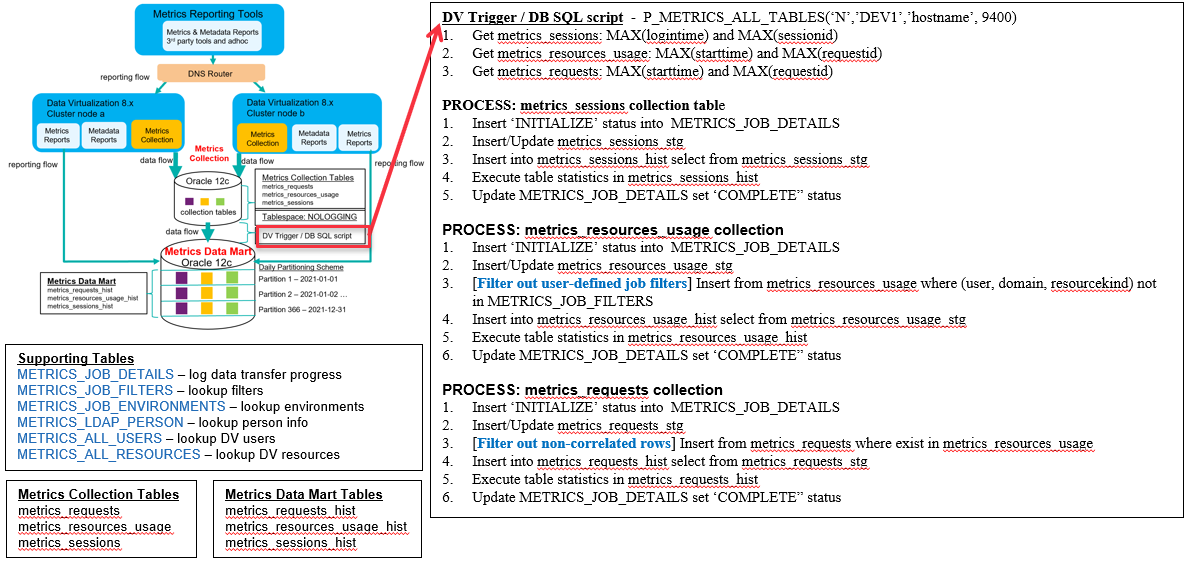 Metrics Reporting Tools
Metrics & Metadata Reports
3rd party tools and adhoc
reporting flow
DNS Router
Data Virtualization 8.x
Cluster node a
Metrics
Reports
Metadata
Reports
Metrics
Collection
Data Virtualization 8.x
Cluster node b
Metrics
Collection
Metadata
Reports
Metrics
Reports
reporting flow
data flow
Metrics
Collection
data flow
reporting flow
Oracle 12c
collection tables
Metrics Collection Tables
metrics_requests
metrics_resources_usage
metrics_sessions
Tablespace: NOLOGGING
data flow
DV Trigger / DB SQL script
Metrics Data Mart
Oracle 12c
Metrics Data Mart
metrics_requests_hist
metrics_resources_usage_hist
metrics_sessions_hist
Daily Partitioning Scheme
Partition 1 – 2021-01-01
Partition 2 – 2021-01-02 ...
Partition 366 – 2021-12-31
Supporting Tables
METRICS_JOB_DETAILS – log data transfer progress
METRICS_JOB_FILTERS – lookup filters
METRICS_JOB_ENVIRONMENTS – lookup environments
METRICS_LDAP_PERSON – lookup person info
METRICS_ALL_USERS – lookup DV users
METRICS_ALL_RESOURCES – lookup DV resources
Metrics Collection Tables
metrics_requests
metrics_resources_usage
metrics_sessions
Metrics Data Mart Tables
metrics_requests_hist
metrics_resources_usage_hist
metrics_sessions_hist
DV Trigger / DB SQL script - P_METRICS_ALL_TABLES(‘N’,’DEV1’,’hostname’, 9400)
1. Get metrics_sessions: MAX(logintime) and MAX(sessionid)
2. Get metrics_resources_usage: MAX(starttime) and MAX(requestid)
3. Get metrics_requests: MAX(starttime) and MAX(requestid)
PROCESS: metrics_sessions collection table
1. Insert ‘INITIALIZE’ status into METRICS_JOB_DETAILS
2. Insert/Update metrics_sessions_stg
3. Insert into metrics_sessions_hist select from metrics_sessions_stg
4. Execute table statistics in metrics_sessions_hist
5. Update METRICS_JOB_DETAILS set ‘COMPLETE” status
PROCESS: metrics_resources_usage collection
1. Insert ‘INITIALIZE’ status into METRICS_JOB_DETAILS
2. Insert/Update metrics_resources_usage_stg
3. [Filter out user-defined job filters] Insert from metrics_resources_usage where (user, domain, resourcekind) not
in METRICS_JOB_FILTERS
4. Insert into metrics_resources_usage_hist select from metrics_resources_usage_stg
5. Execute table statistics in metrics_resources_usage_hist
6. Update METRICS_JOB_DETAILS set ‘COMPLETE” status
PROCESS: metrics_requests collection
1. Insert ‘INITIALIZE’ status into METRICS_JOB_DETAILS
2. Insert/Update metrics_requests_stg
3. [Filter out non-correlated rows] Insert from metrics_requests where exist in metrics_resources_usage
4. Insert into metrics_requests_hist select from metrics_requests_stg
5. Execute table statistics in metrics_requests_hist
6. Update METRICS_JOB_DETAILS set ‘COMPLETE” status